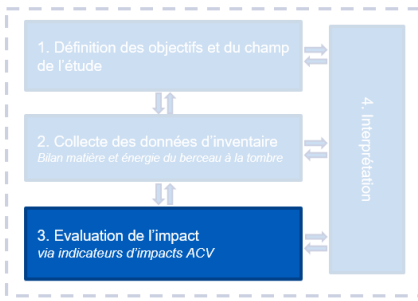 1. Définition des objectifs et du champ
de l'étude
2. Collecte des données d'inventaire
Bilan matière et énergie du berceau à la tombre
3. Evaluation de l'impact
via indicateurs d'impacts ACV
4. Interprétation